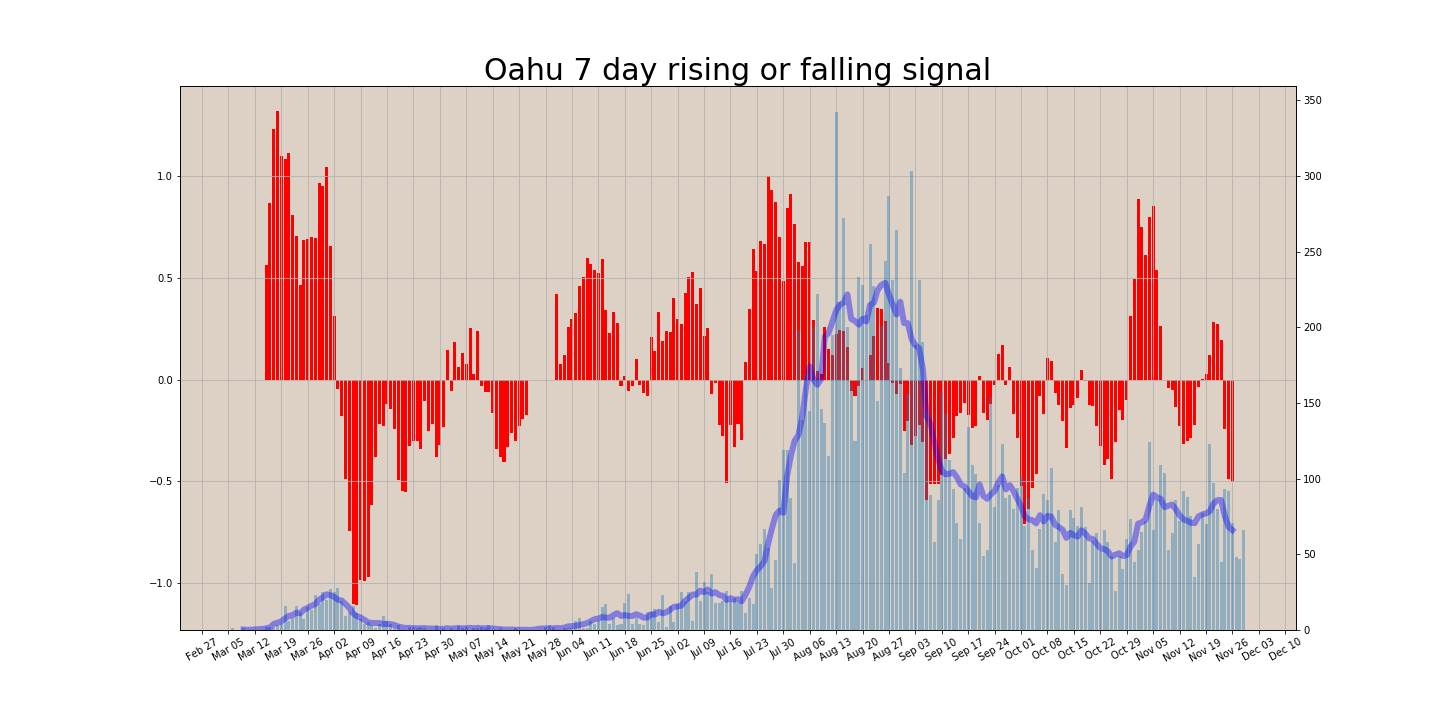 Oahu 7 day rising or falling signal
1.0
0.5
0.0
−0.5
−1.0
350
300
250
200
150
100
50
0
Feb 27
Mar 05
Mar 12
Mar 19
Mar 26
Apr 02
Apr 09
Apr 16
Apr 23
Apr 30
May 07
May 14
May 21
May 28
Jun 04
Jun 11
Jun 18
Jun 25
Jul 02
Jul 09
Jul 16
Jul 23
Jul 30
Aug 06
Aug 13
Aug 20
Aug 27
Sep 03
Sep 10
Sep 17
Sep 24
Oct 01
Oct 08
Oct 15
Oct 22
Oct 29
Nov 05
Nov 12
Nov 19
Nov 26
Dec 03
Dec 10